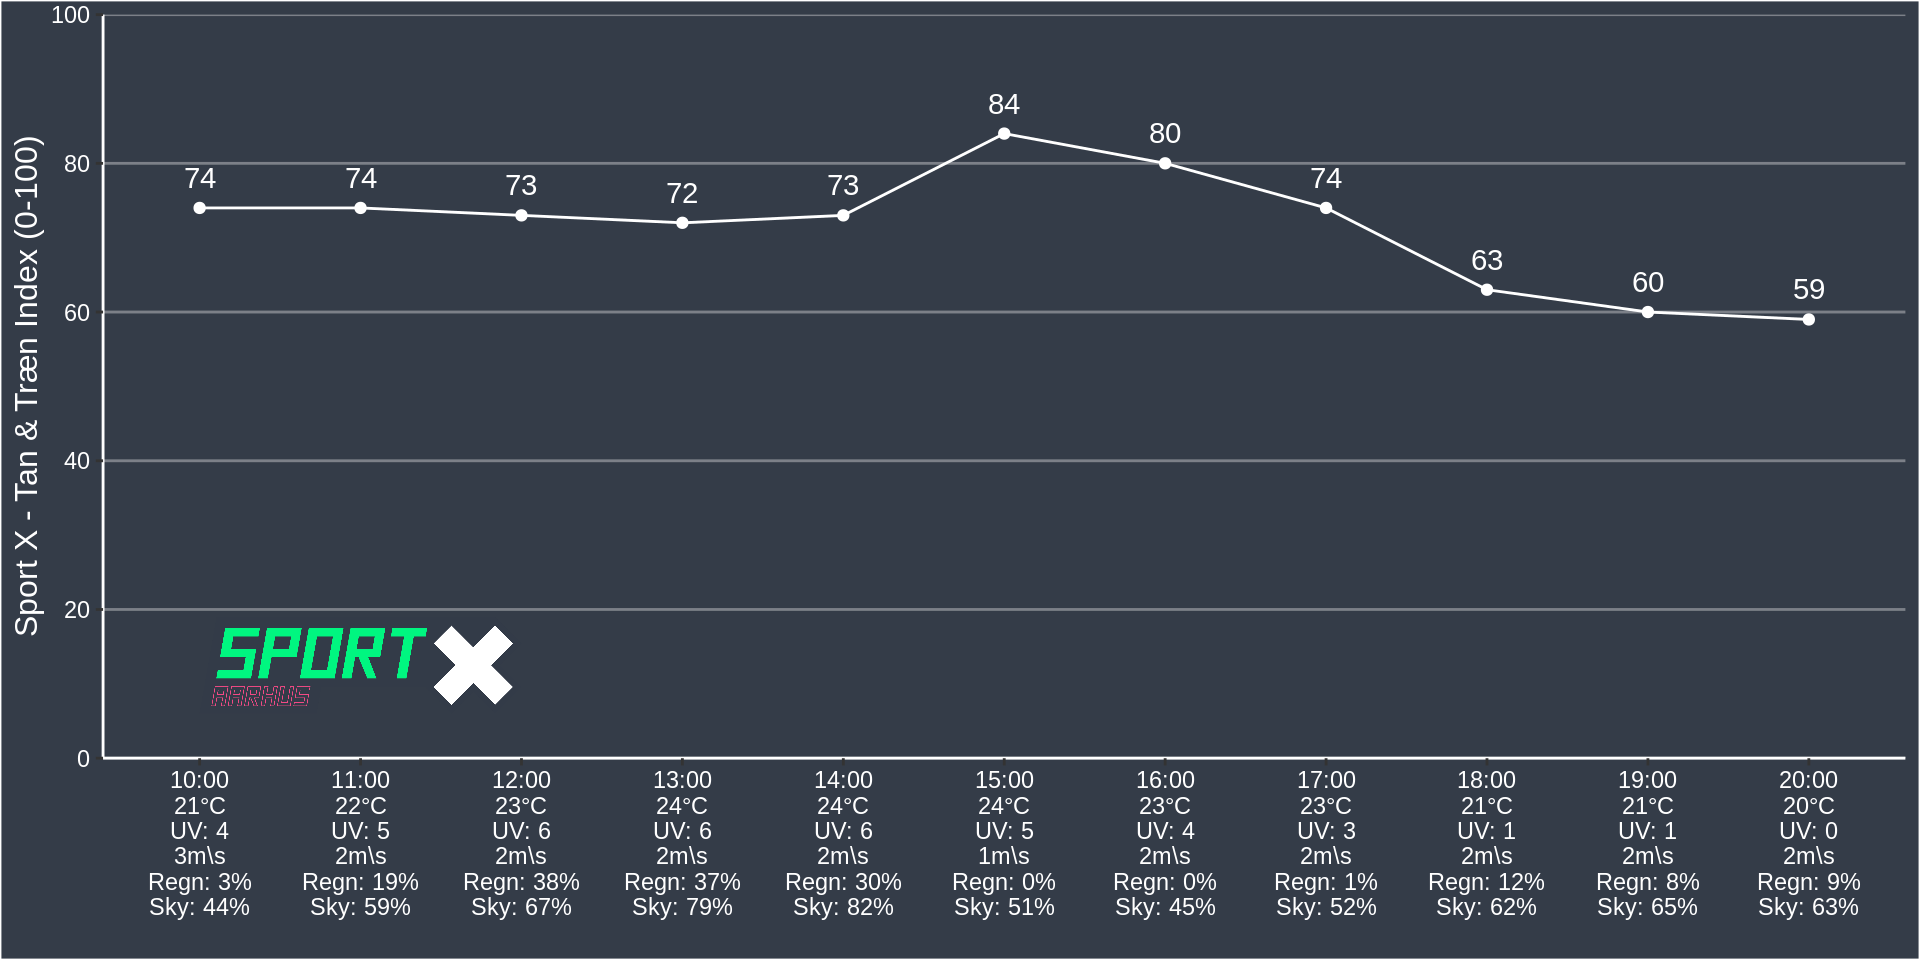 Sport X - Tan & Træn Index (0-100)
100
80
60
40
20
0
74
74
73
72
73
84
80
74
63
60
59
SPORT X
AARHUS
10:00 11:00 12:00 13:00 14:00 15:00 16:00 17:00 18:00 19:00 20:00
21°C 22°C 23°C 24°C 24°C 24°C 23°C 23°C 21°C 21°C 20°C
UV: 4 UV: 5 UV: 6 UV: 6 UV: 6 UV: 5 UV: 4 UV: 3 UV: 1 UV: 1 UV: 0
3m\s 2m\s 2m\s 2m\s 2m\s 1m\s 2m\s 2m\s 2m\s 2m\s 2m\s
Regn: 3% Regn: 19% Regn: 38% Regn: 37% Regn: 30% Regn: 0% Regn: 0% Regn: 1% Regn: 12% Regn: 8% Regn: 9%
Sky: 44% Sky: 59% Sky: 67% Sky: 79% Sky: 82% Sky: 51% Sky: 45% Sky: 52% Sky: 62% Sky: 65% Sky: 63%